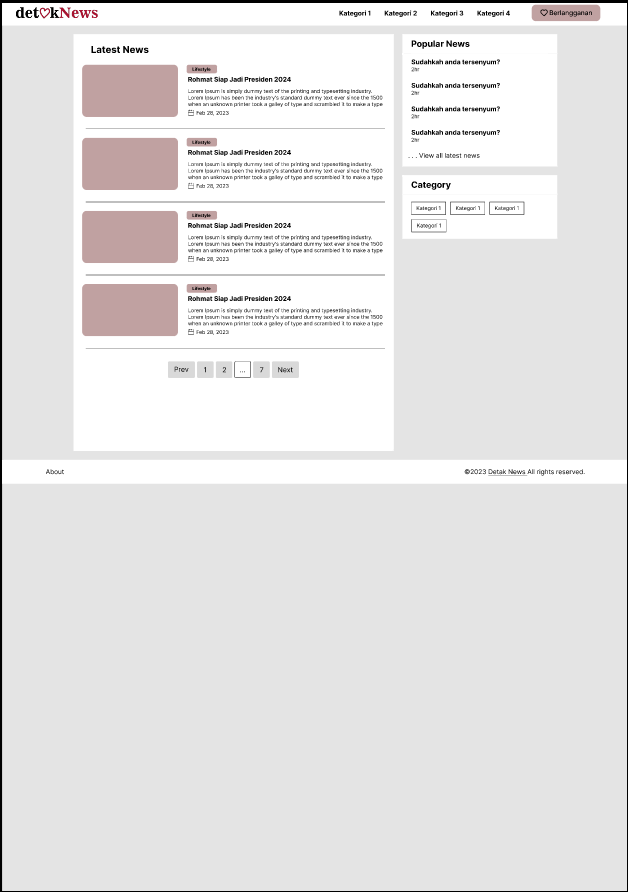 det♡kNews
Kategori 1 Kategori 2 Kategori 3 Kategori 4 Berlangganan
Latest News
Lifestyle
Rohmat Siap Jadi Presiden 2024
Lorem Ipsum is simply dummy text of the printing and typesetting industry.
Lorem Ipsum has been the industry's standard dummy text ever since the 1500
when an unknown printer took a galley of type and scrambled it to make a type
Feb 28, 2023
Lifestyle
Rohmat Siap Jadi Presiden 2024
Lorem Ipsum is simply dummy text of the printing and typesetting industry.
Lorem Ipsum has been the industry's standard dummy text ever since the 1500
when an unknown printer took a galley of type and scrambled it to make a type
Feb 28, 2023
Lifestyle
Rohmat Siap Jadi Presiden 2024
Lorem Ipsum is simply dummy text of the printing and typesetting industry.
Lorem Ipsum has been the industry's standard dummy text ever since the 1500
when an unknown printer took a galley of type and scrambled it to make a type
Feb 28, 2023
Lifestyle
Rohmat Siap Jadi Presiden 2024
Lorem Ipsum is simply dummy text of the printing and typesetting industry.
Lorem Ipsum has been the industry's standard dummy text ever since the 1500
when an unknown printer took a galley of type and scrambled it to make a type
Feb 28, 2023
Prev 1 2 ... 7 Next
Popular News
Sudahkah anda tersenyum?
2hr
Sudahkah anda tersenyum?
2hr
Sudahkah anda tersenyum?
2hr
Sudahkah anda tersenyum?
2hr
. . . View all latest news
Category
Kategori 1 Kategori 1 Kategori 1
Kategori 1
About
©2023 Detak News All rights reserved.